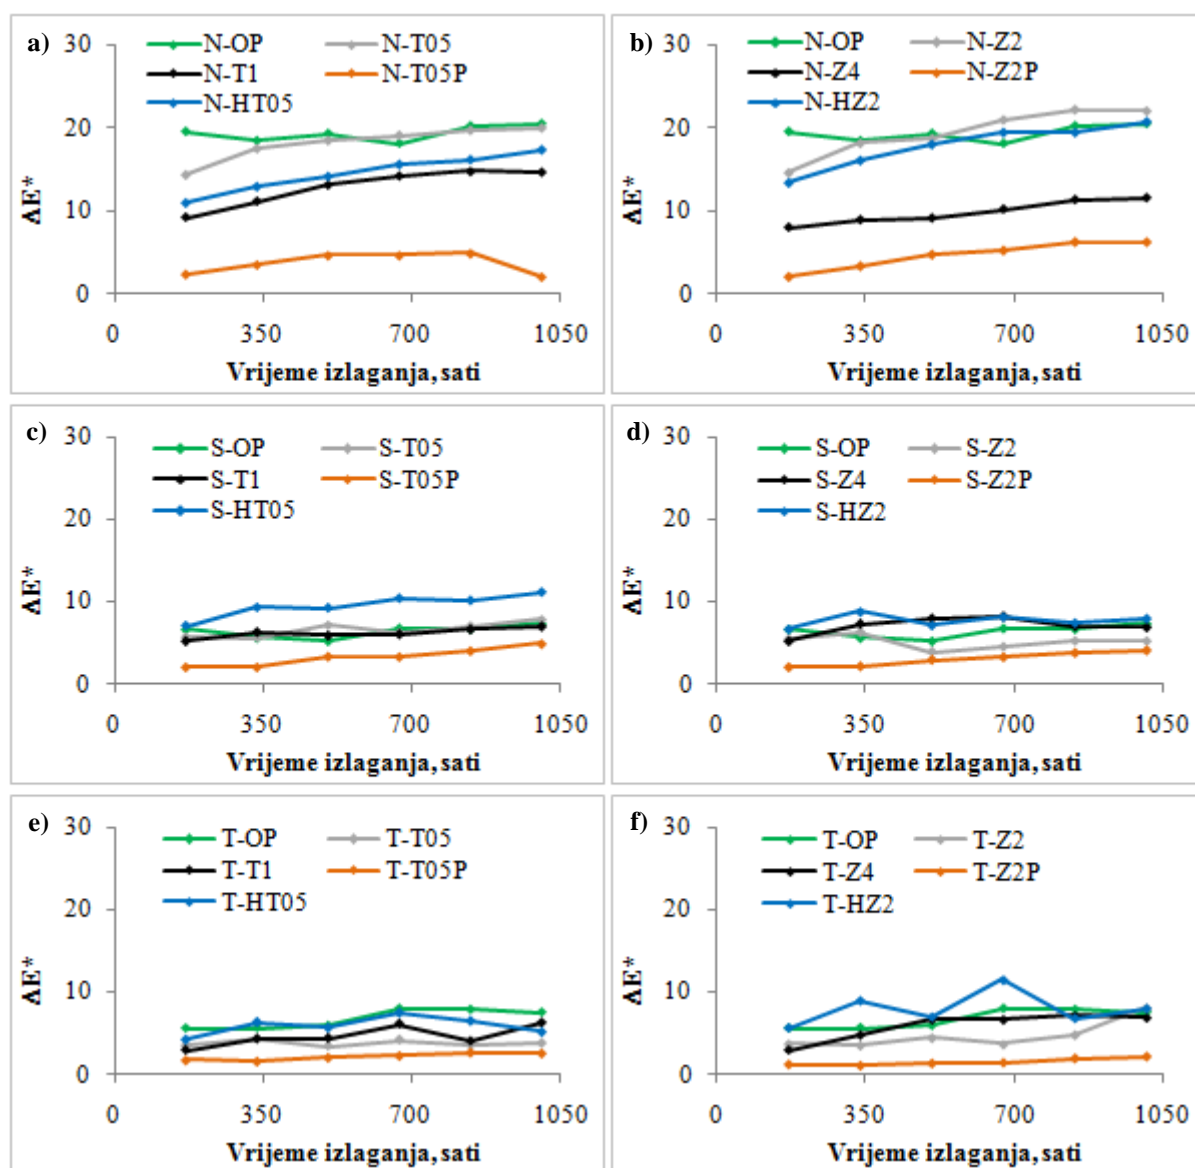 a)
30
N-OP
N-T05
N-T1
N-T05P
N-HT05
20
10
0
ΔE*
0 350 700 1050
Vrijeme izlaganja, sati
b)
30
N-OP
N-Z2
N-Z4
N-Z2P
N-HZ2
20
10
0
ΔE*
0 350 700 1050
Vrijeme izlaganja, sati
c)
30
S-OP
S-T05
S-T1
S-T05P
S-HT05
20
10
0
ΔE*
0 350 700 1050
Vrijeme izlaganja, sati
d)
30
S-OP
S-Z2
S-Z4
S-Z2P
S-HZ2
20
10
0
ΔE*
0 350 700 1050
Vrijeme izlaganja, sati
e)
30
T-OP
T-T05
T-T1
T-T05P
T-HT05
20
10
0
ΔE*
0 350 700 1050
Vrijeme izlaganja, sati
f)
30
T-OP
T-Z2
T-Z4
T-Z2P
T-HZ2
20
10
0
ΔE*
0 350 700 1050
Vrijeme izlaganja, sati